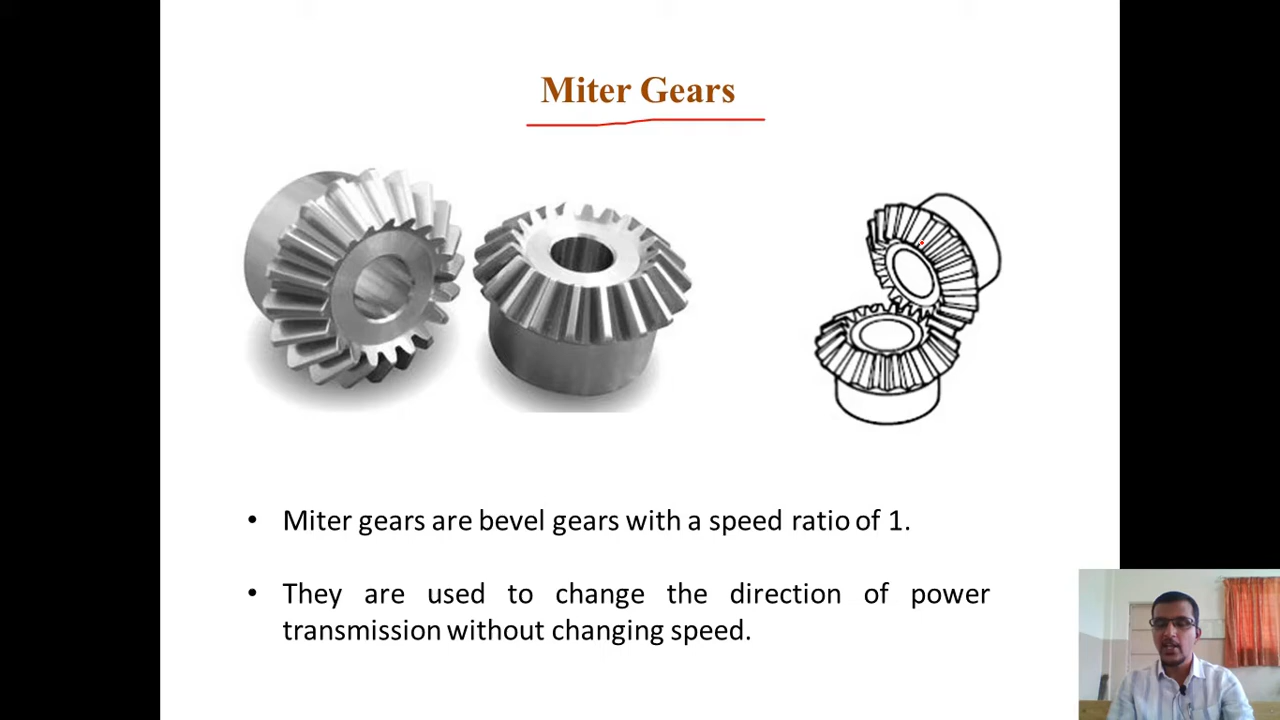 Miter Gears
• Miter gears are bevel gears with a speed ratio of 1.
• They are used to change the direction of power
transmission without changing speed.